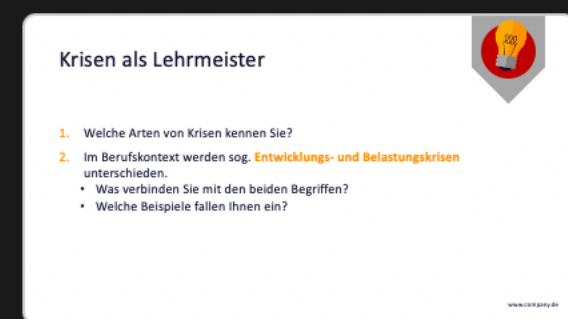 Krisen als Lehrmeister
1. Welche Arten von Krisen kennen Sie?
2. Im Berufskontext werden sog. Entwicklungs- und Belastungskrisen
unterschieden.
• Was verbinden Sie mit den beiden Begriffen?
• Welche Beispiele fallen Ihnen ein?
www.company.de